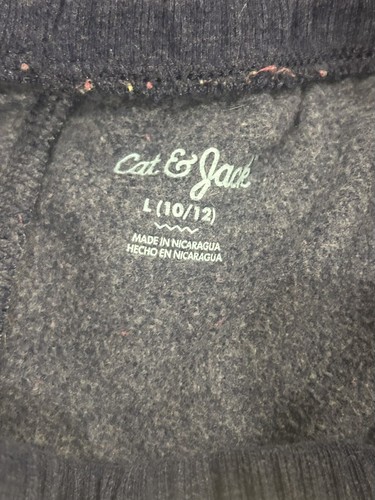 Cat & Jack
L (10/12)
MADE IN NICARAGUA
HECHO EN NICARAGUA